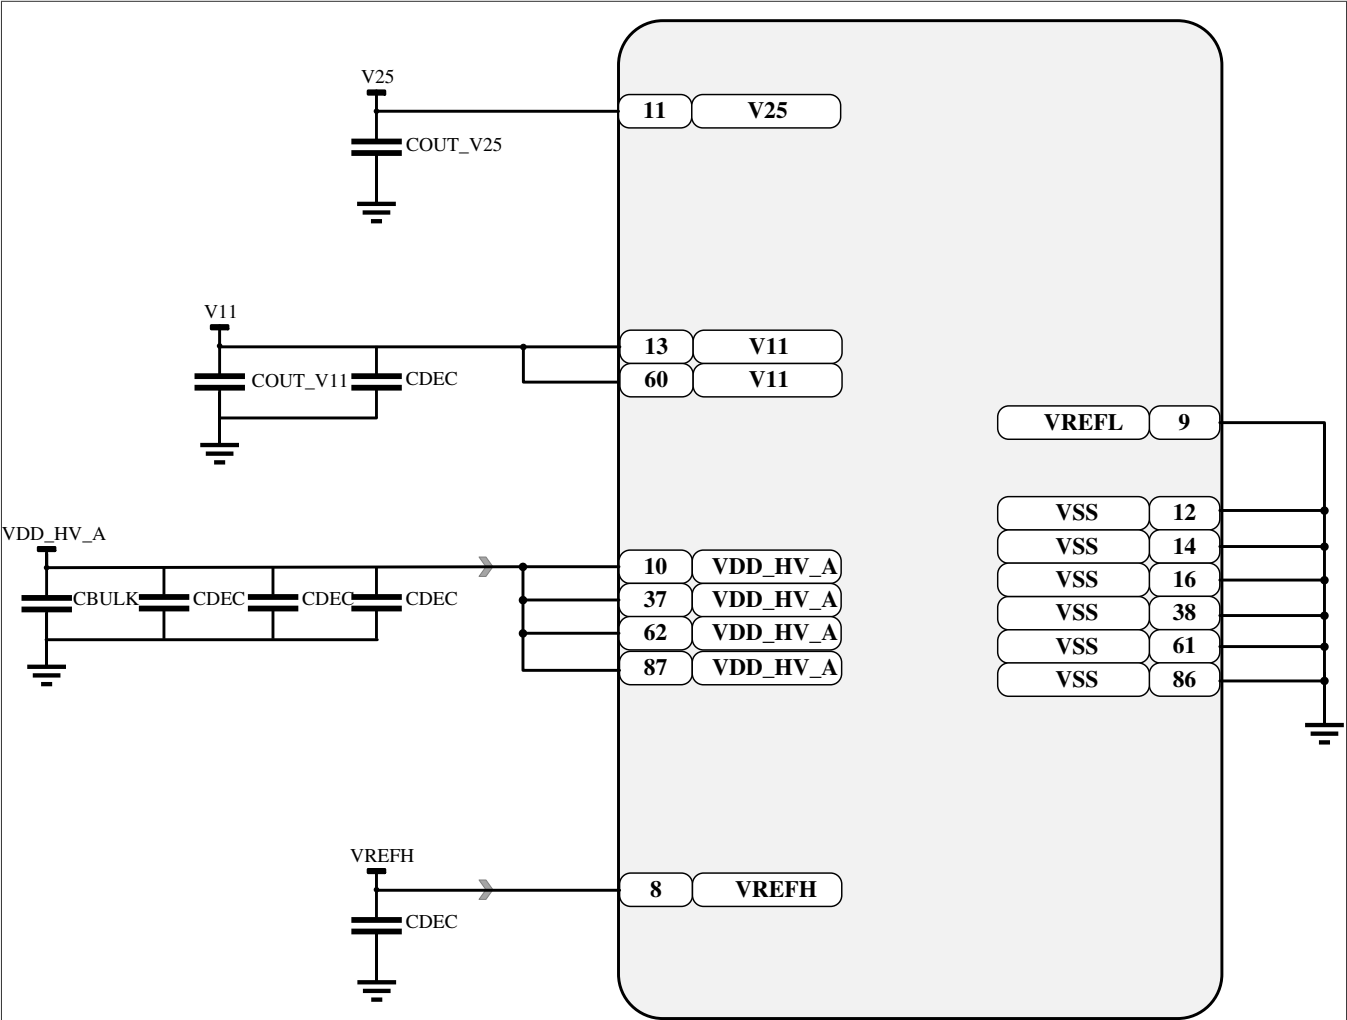 V25
11 V25
COUT_V25
V11
13 V11
COUT_V11 CDEC
60 V11
VREFL 9
VDD_HV_A
VSS 12
VSS 14
10 VDD_HV_A
VSS 16
CBULK CDEC CDEC CDEC
37 VDD_HV_A
VSS 38
62 VDD_HV_A
VSS 61
87 VDD_HV_A
VSS 86
VREFH
8 VREFH
CDEC